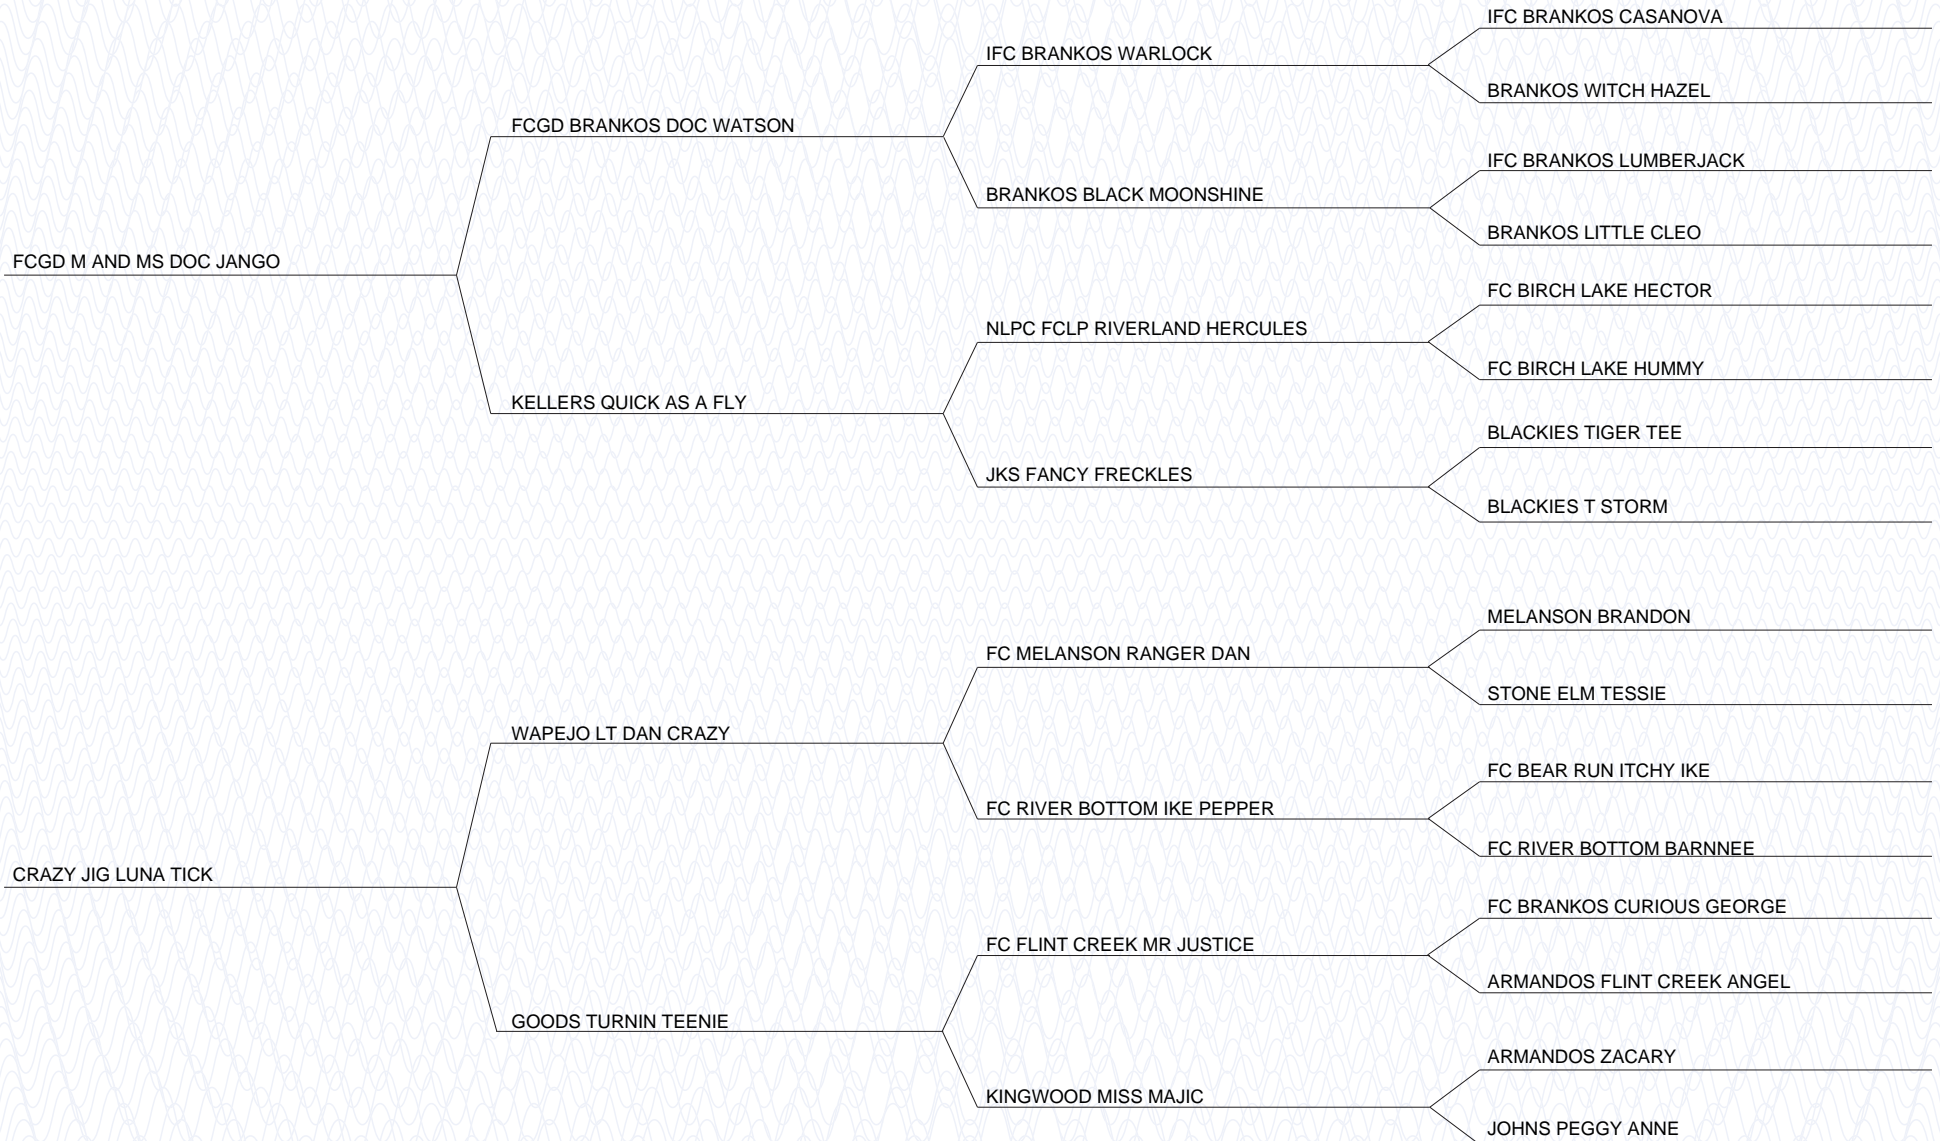 IFC BRANKOS CASANOVA
IFC BRANKOS WARLOCK
BRANKOS WITCH HAZEL
FCGD BRANKOS DOC WATSON
IFC BRANKOS LUMBERJACK
BRANKOS BLACK MOONSHINE
BRANKOS LITTLE CLEO
FCGD M AND MS DOC JANGO
FC BIRCH LAKE HECTOR
NLPC FCLP RIVERLAND HERCULES
FC BIRCH LAKE HUMMY
KELLERS QUICK AS A FLY
BLACKIES TIGER TEE
JKS FANCY FRECKLES
BLACKIES T STORM
MELANSON BRANDON
FC MELANSON RANGER DAN
STONE ELM TESSIE
WAPEJO LT DAN CRAZY
FC BEAR RUN ITCHY IKE
FC RIVER BOTTOM IKE PEPPER
FC RIVER BOTTOM BARNNEE
CRAZY JIG LUNA TICK
FC BRANKOS CURIOUS GEORGE
FC FLINT CREEK MR JUSTICE
ARMANDOS FLINT CREEK ANGEL
GOODS TURNIN TEENIE
ARMANDOS ZACARY
KINGWOOD MISS MAJIC
JOHNS PEGGY ANNE